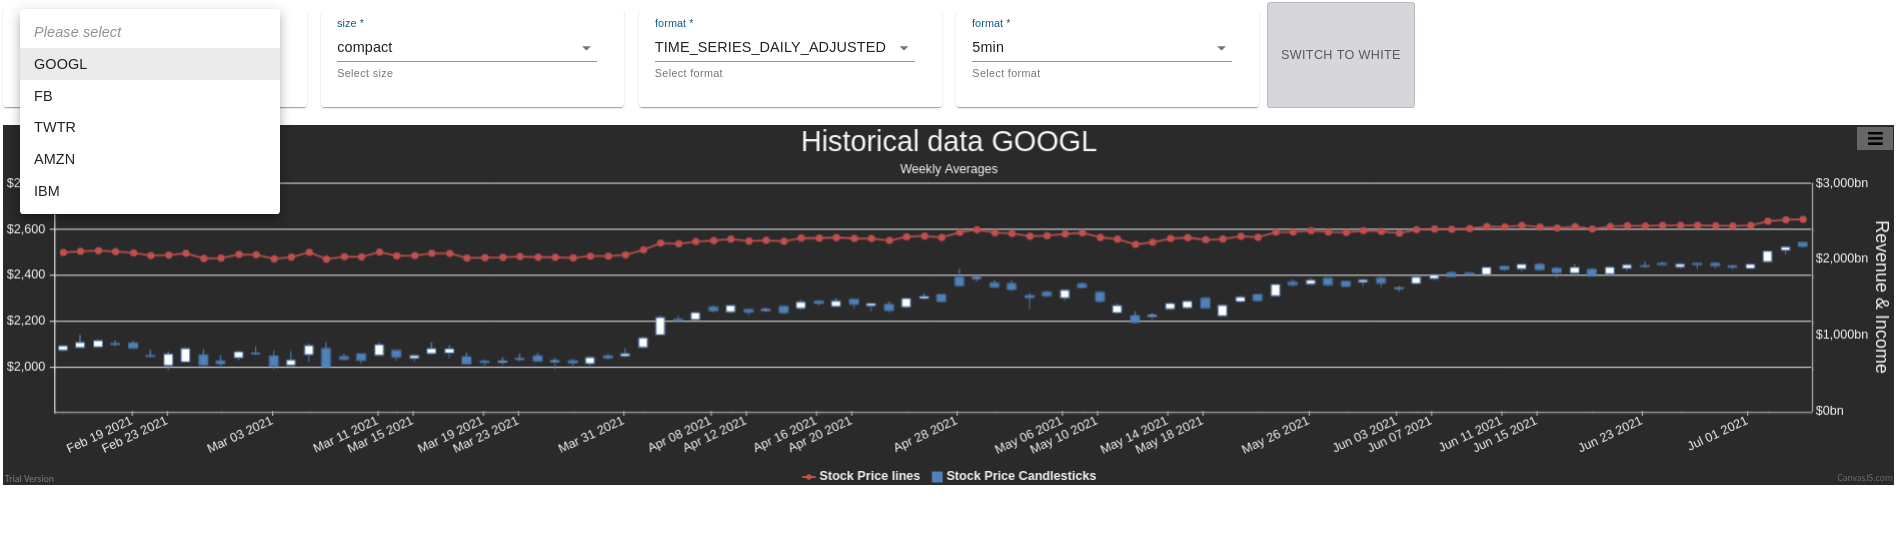 Please select
GOOGL
FB
TWTR
AMZN
IBM
size *
compact
Select size
format *
TIME_SERIES_DAILY_ADJUSTED
Select format
format *
5min
Select format
SWITCH TO WHITE
Historical data GOOGL
Weekly Averages
$2
$2,600
$2,400
$2,200
$2,000
$3,000bn
$2,000bn
$1,000bn
$0bn
Revenue & Income
Feb 19 2021
Feb 23 2021
Mar 03 2021
Mar 11 2021
Mar 15 2021
Mar 19 2021
Mar 23 2021
Mar 31 2021
Apr 08 2021
Apr 12 2021
Apr 16 2021
Apr 20 2021
Apr 28 2021
May 06 2021
May 10 2021
May 14 2021
May 18 2021
May 26 2021
Jun 03 2021
Jun 07 2021
Jun 11 2021
Jun 15 2021
Jun 23 2021
Jul 01 2021
Stock Price lines
Stock Price Candlesticks
Trial Version
CanvasJS.com